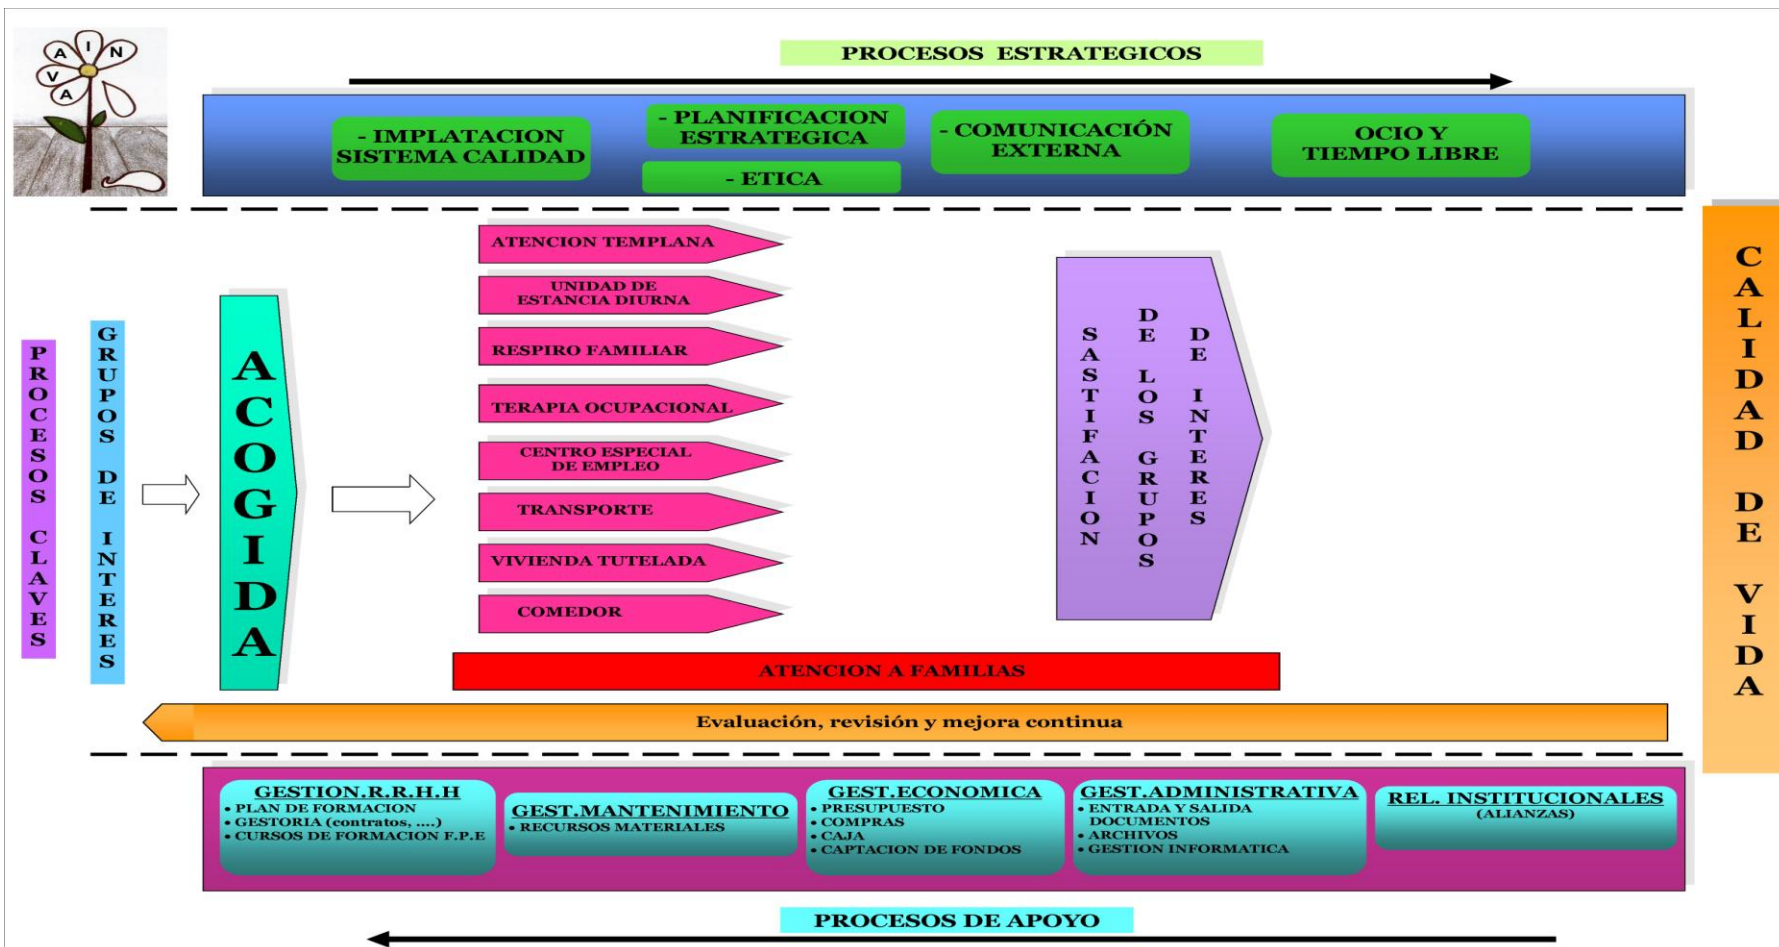 A V A I N
PROCESOS ESTRATEGICOS
- IMPLATACION
SISTEMA CALIDAD
- PLANIFICACION
ESTRATEGICA
- ETICA
- COMUNICACIÓN
EXTERNA
OCIO Y
TIEMPO LIBRE
PROCESOS CLAVES
GRUPOS DE INTERES
ACOGIDA
ATENCION TEMPLANA
UNIDAD DE
ESTANCIA DIURNA
RESPIRO FAMILIAR
TERAPIA OCUPACIONAL
CENTRO ESPECIAL
DE EMPLEO
TRANSPORTE
VIVIENDA TUTELADA
COMEDOR
SASTIFACION
DE LOS GRUPOS
DE INTERES
CALIDAD DE VIDA
ATENCION A FAMILIAS
Evaluación, revisión y mejora continua
GESTION.R.R.H.H
• PLAN DE FORMACION
• GESTORIA (contratos, ....)
• CURSOS DE FORMACION F.P.E
GEST.MANTENIMIENTO
• RECURSOS MATERIALES
GEST.ECONOMICA
• PRESUPUESTO
• COMPRAS
• CAJA
• CAPTACION DE FONDOS
GEST.ADMINISTRATIVA
• ENTRADA Y SALIDA
DOCUMENTOS
• ARCHIVOS
• GESTION INFORMATICA
REL. INSTITUCIONALES
(ALIANZAS)
PROCESOS DE APOYO